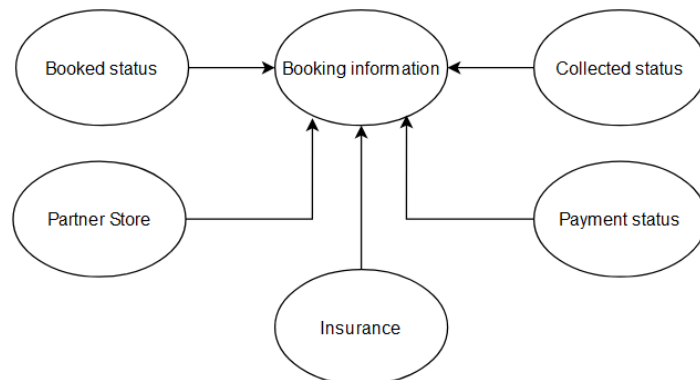 Booked status
Booking information
Collected status
Partner Store
Payment status
Insurance